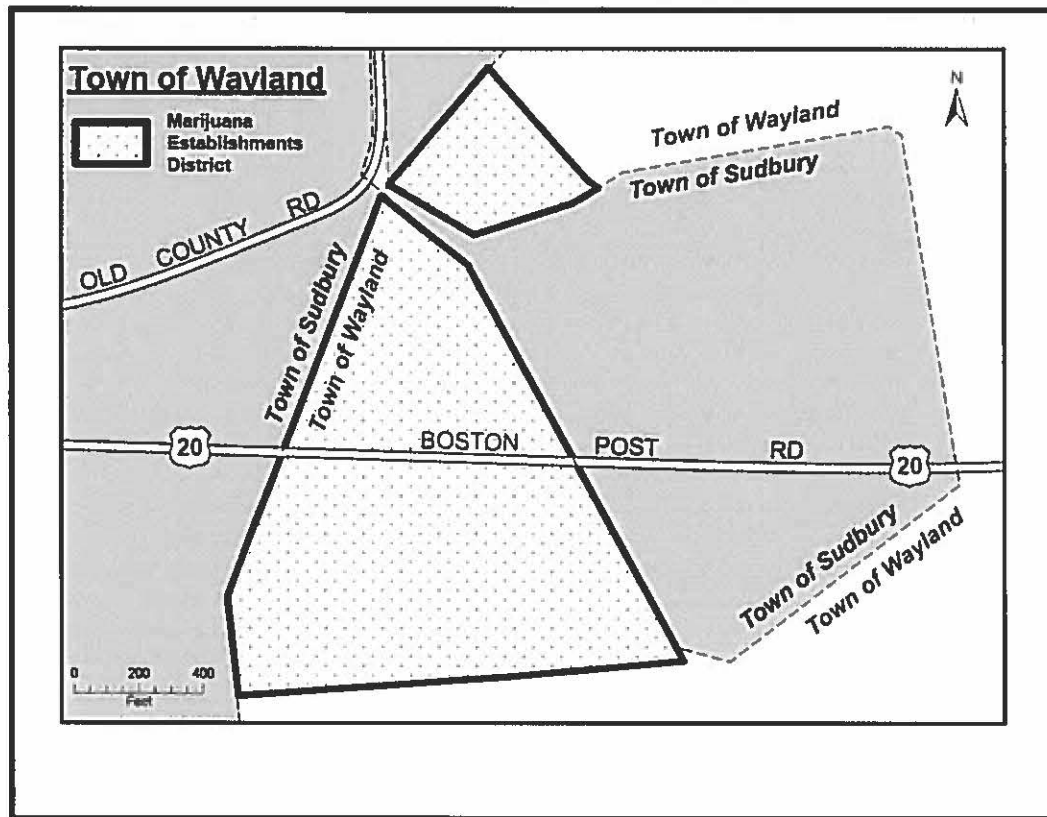 Town of Wayland
Marijuana
Establishments
District
N
Town of Wayland
Town of Sudbury
OLD COUNTY RD
Town of Sudbury
Town of Wayland
20
BOSTON POST RD
20
Town of Sudbury
Town of Wayland
0 200 400
Feet